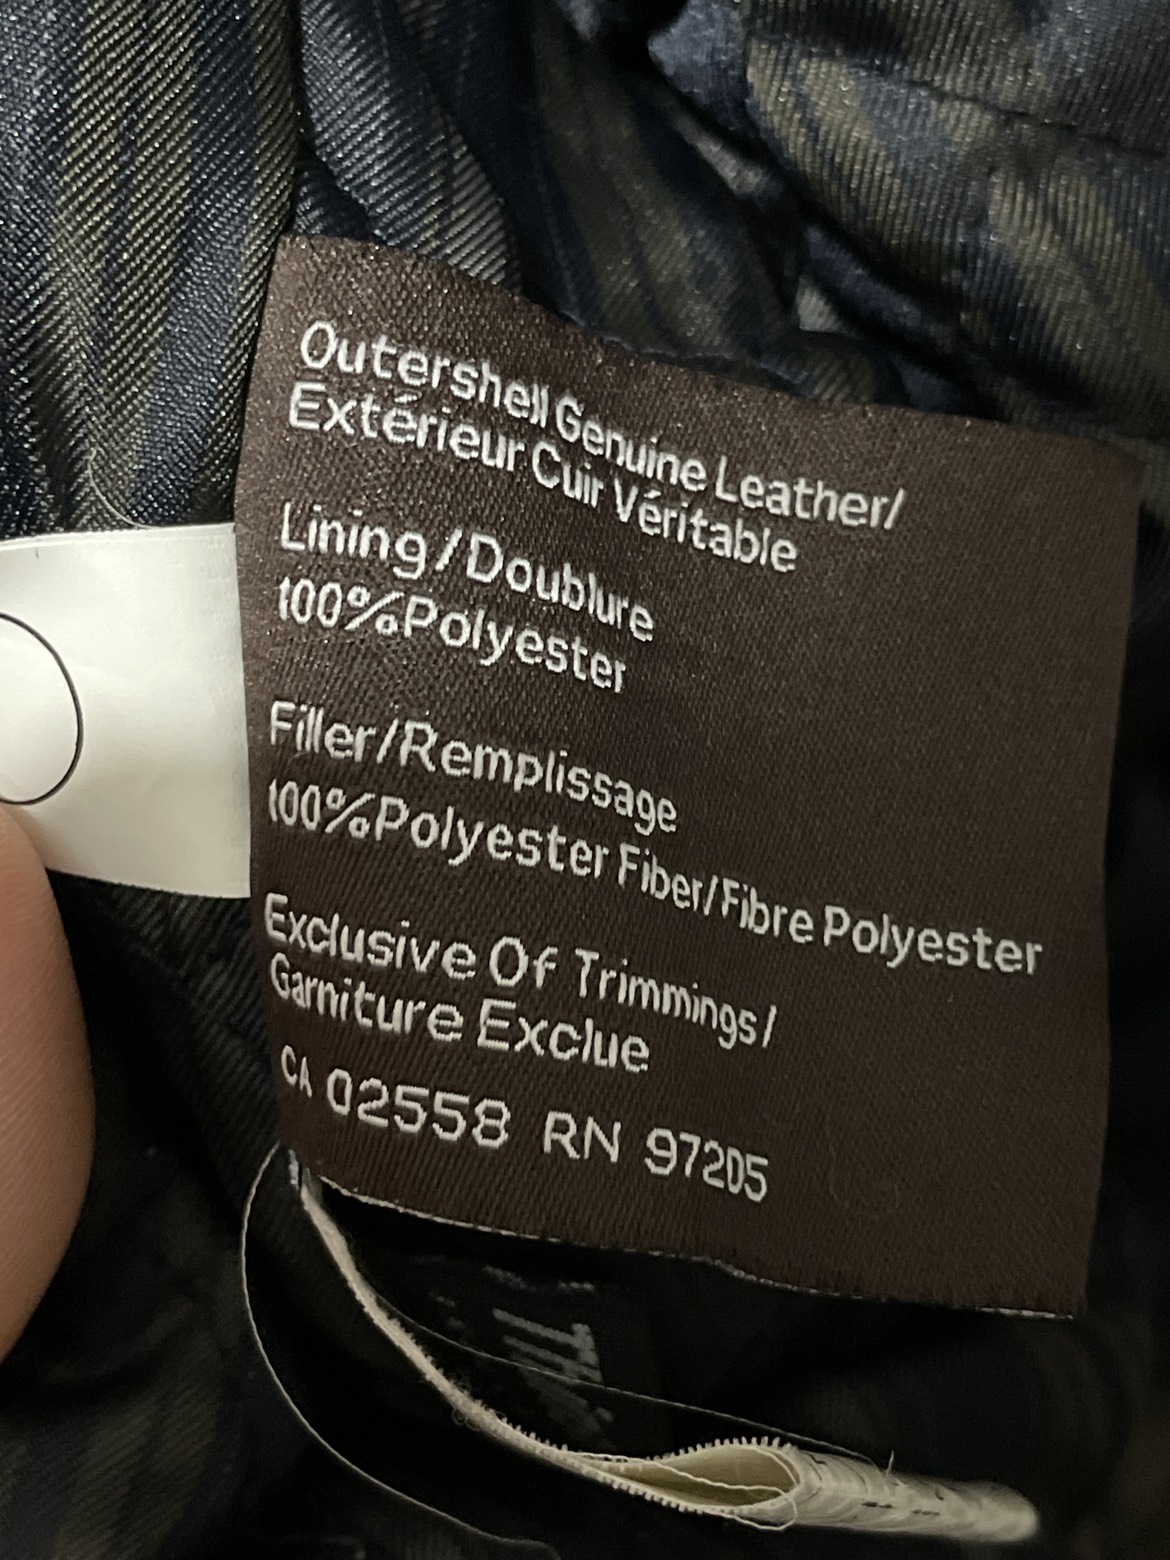 Outershell Genuine Leather/
Extérieur Cuir Véritable
Lining/Doublure
100%Polyester
Filler/Remplissage
100%Polyester Fiber/Fibre Polyester
Exclusive Of Trimmings/
Garniture Exclue
CA 02558 RN 97205